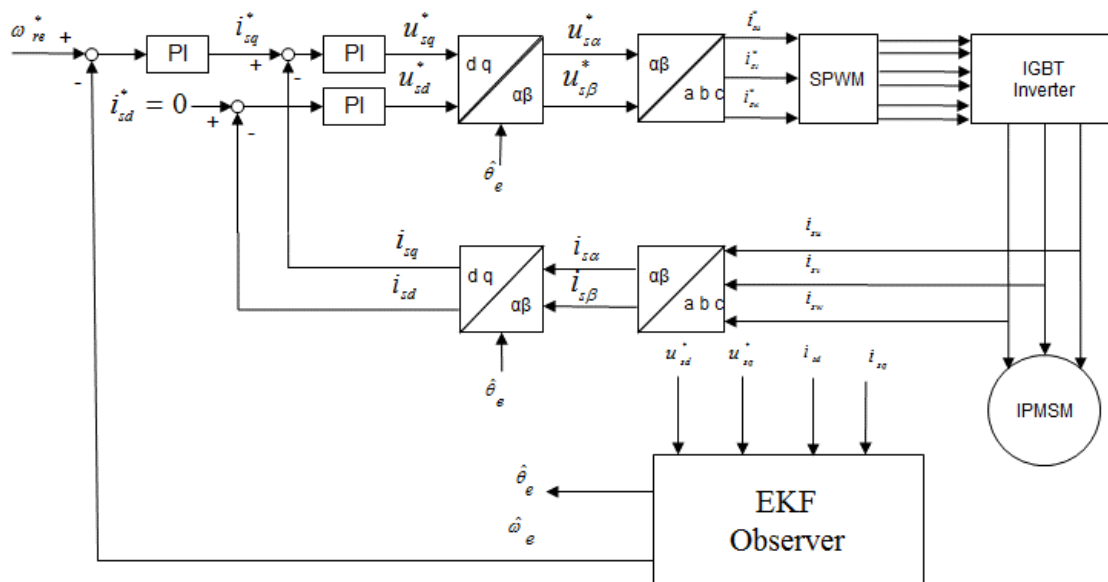 ω*re + PI i*sq PI u*sq
-
+ -
i*sd = 0 PI u*sd
+ -
d q
αβ
θ̂e
u*sα
u*sβ
αβ
a b c
SPWM
IGBT
Inverter
isq
isd
d q
αβ
θ̂e
isα
isβ
αβ
a b c
isu
isv
isw
IPMSM
u*sd u*sq isd isq
EKF
Observer
θ̂e
ω̂e